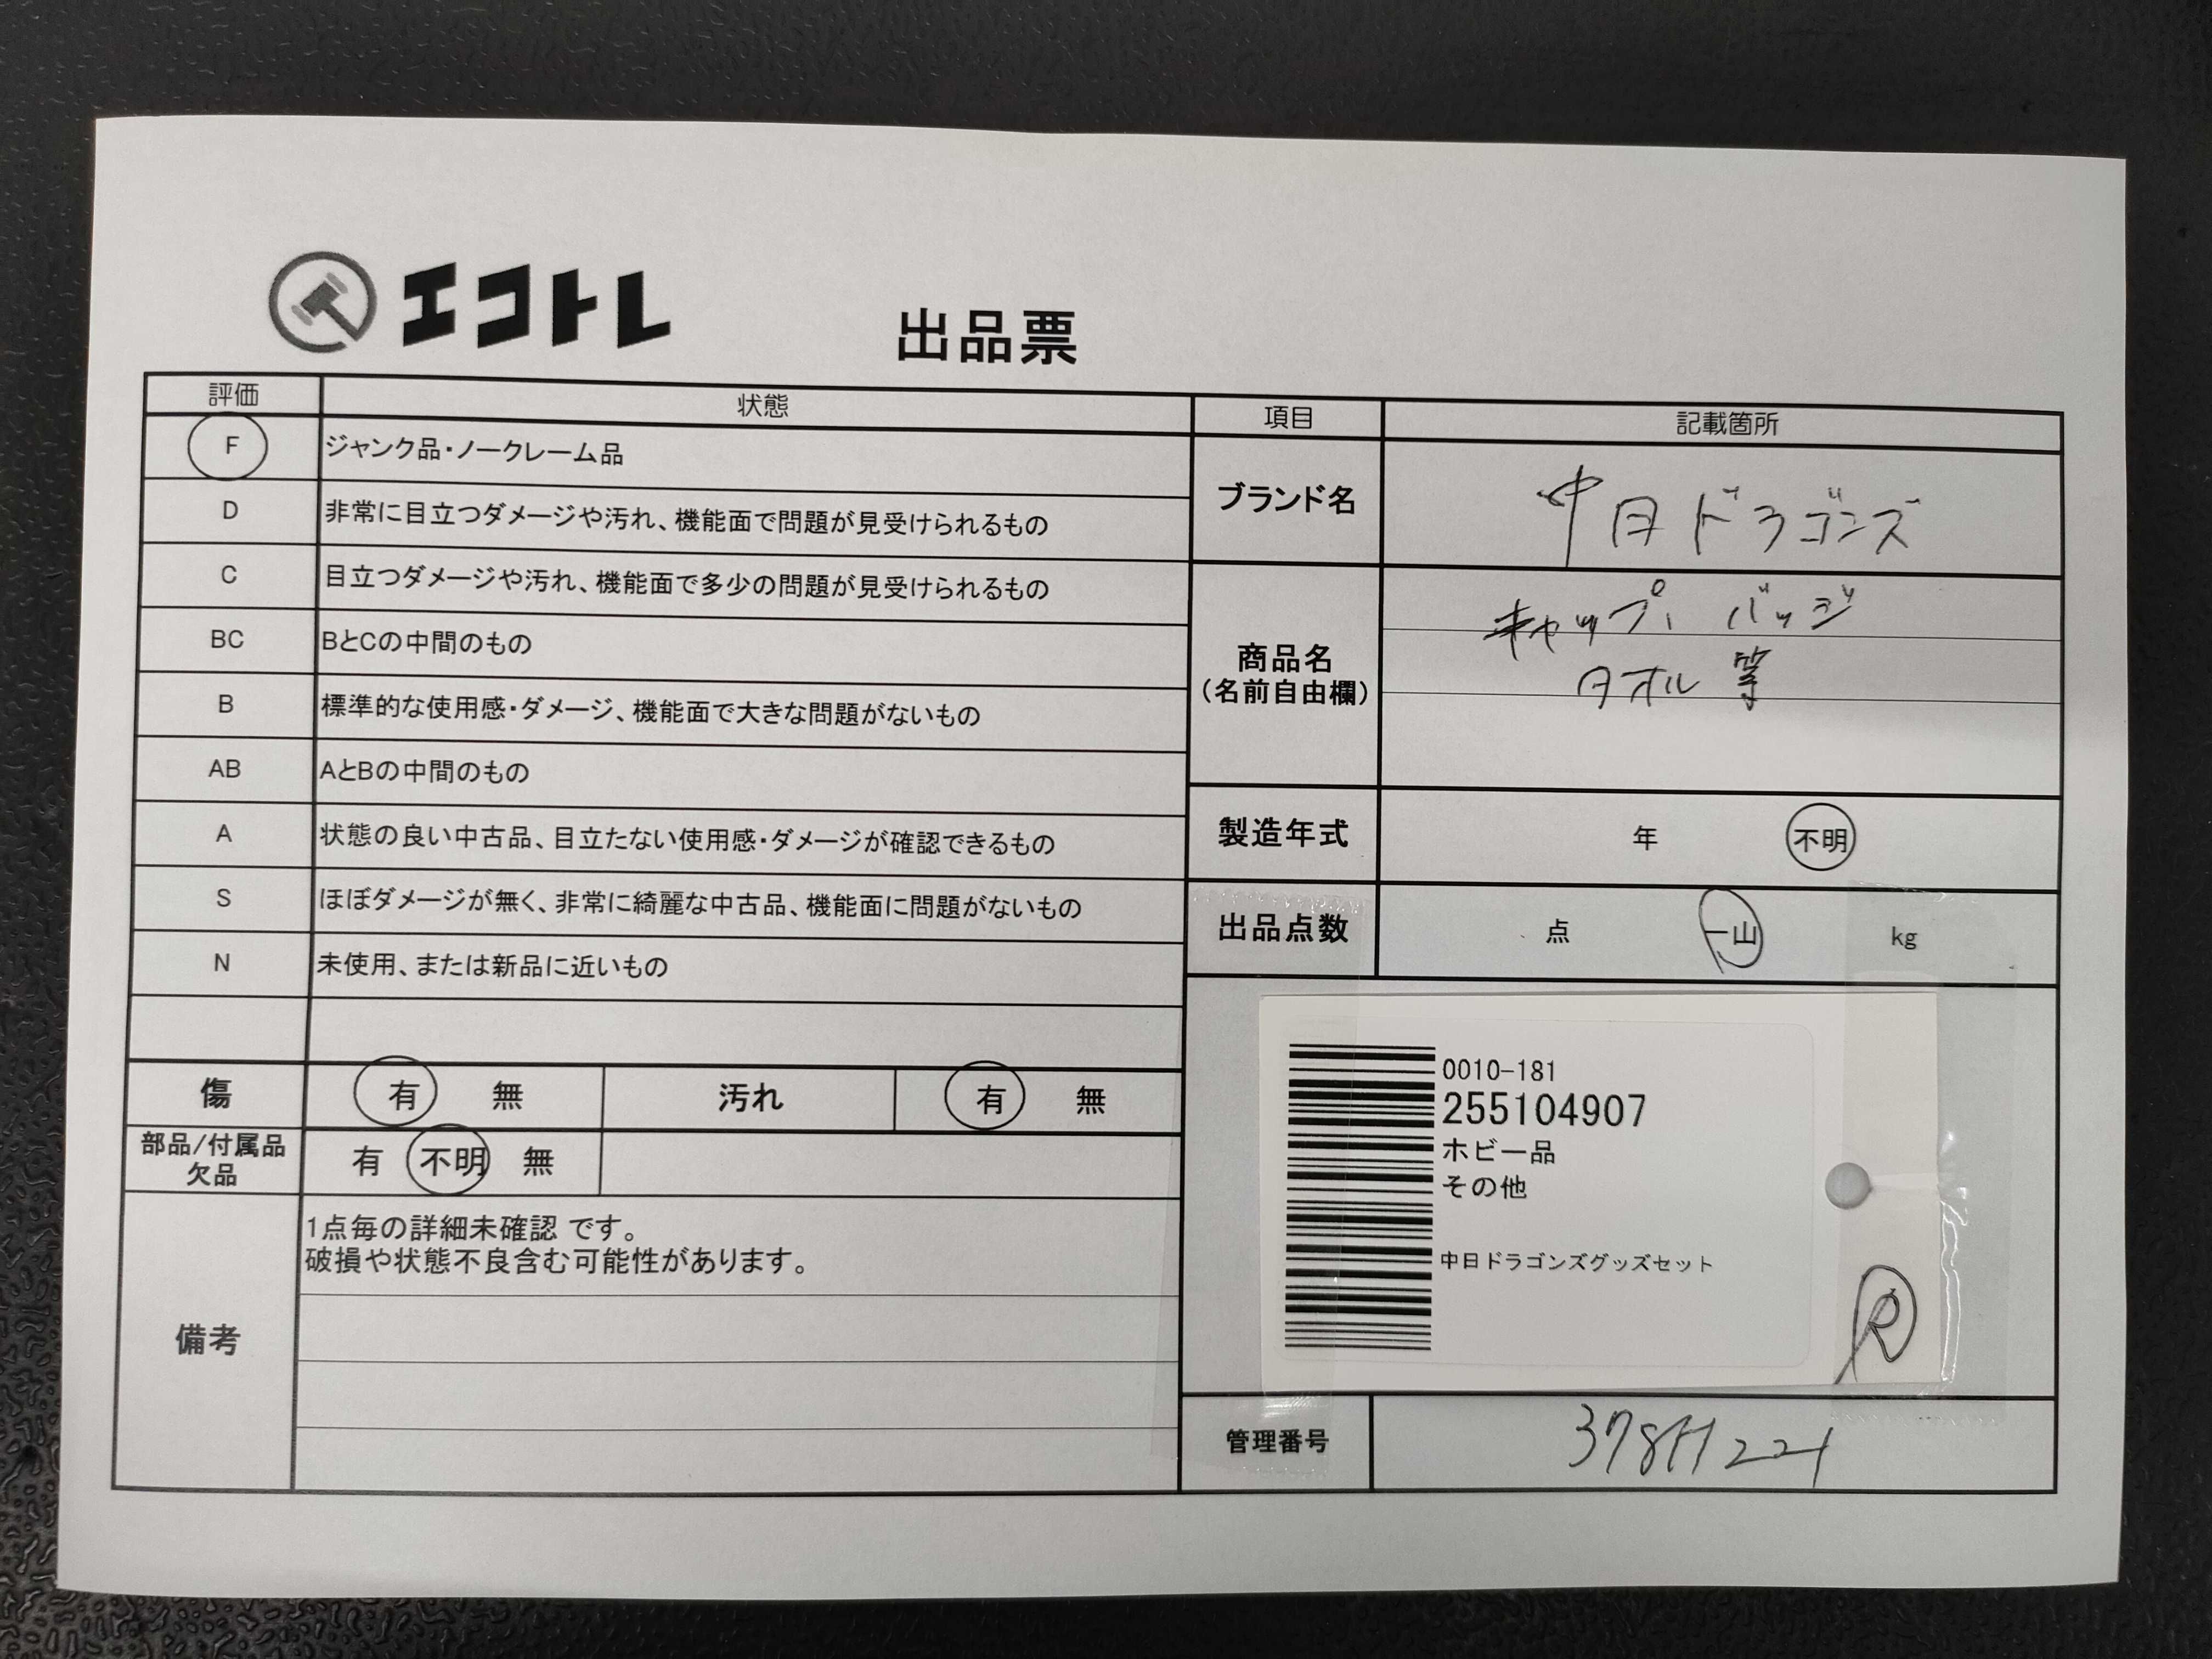 エコトレ
出品票
評価 状態
F ジャンク品・ノークレーム品
D 非常に目立つダメージや汚れ、機能面で問題が見受けられるもの
C 目立つダメージや汚れ、機能面で多少の問題が見受けられるもの
BC BとCの中間のもの
B 標準的な使用感・ダメージ、機能面で大きな問題がないもの
AB AとBの中間のもの
A 状態の良い中古品、目立たない使用感・ダメージが確認できるもの
S ほぼダメージが無く、非常に綺麗な中古品、機能面に問題がないもの
N 未使用、または新品に近いもの
傷 有 無 汚れ 有 無
部品/付属品
欠品
有 不明 無
備考
1点毎の詳細未確認 です。
破損や状態不良含む可能性があります。
項目 記載箇所
ブランド名 中日ドラゴンズ
商品名
(名前自由欄)
キャップ、バッジ
タオル 等
製造年式 年 不明
出品点数 点 一山 kg
0010-181
255104907
ホビー品
その他
中日ドラゴンズグッズセット
R
管理番号 378H221